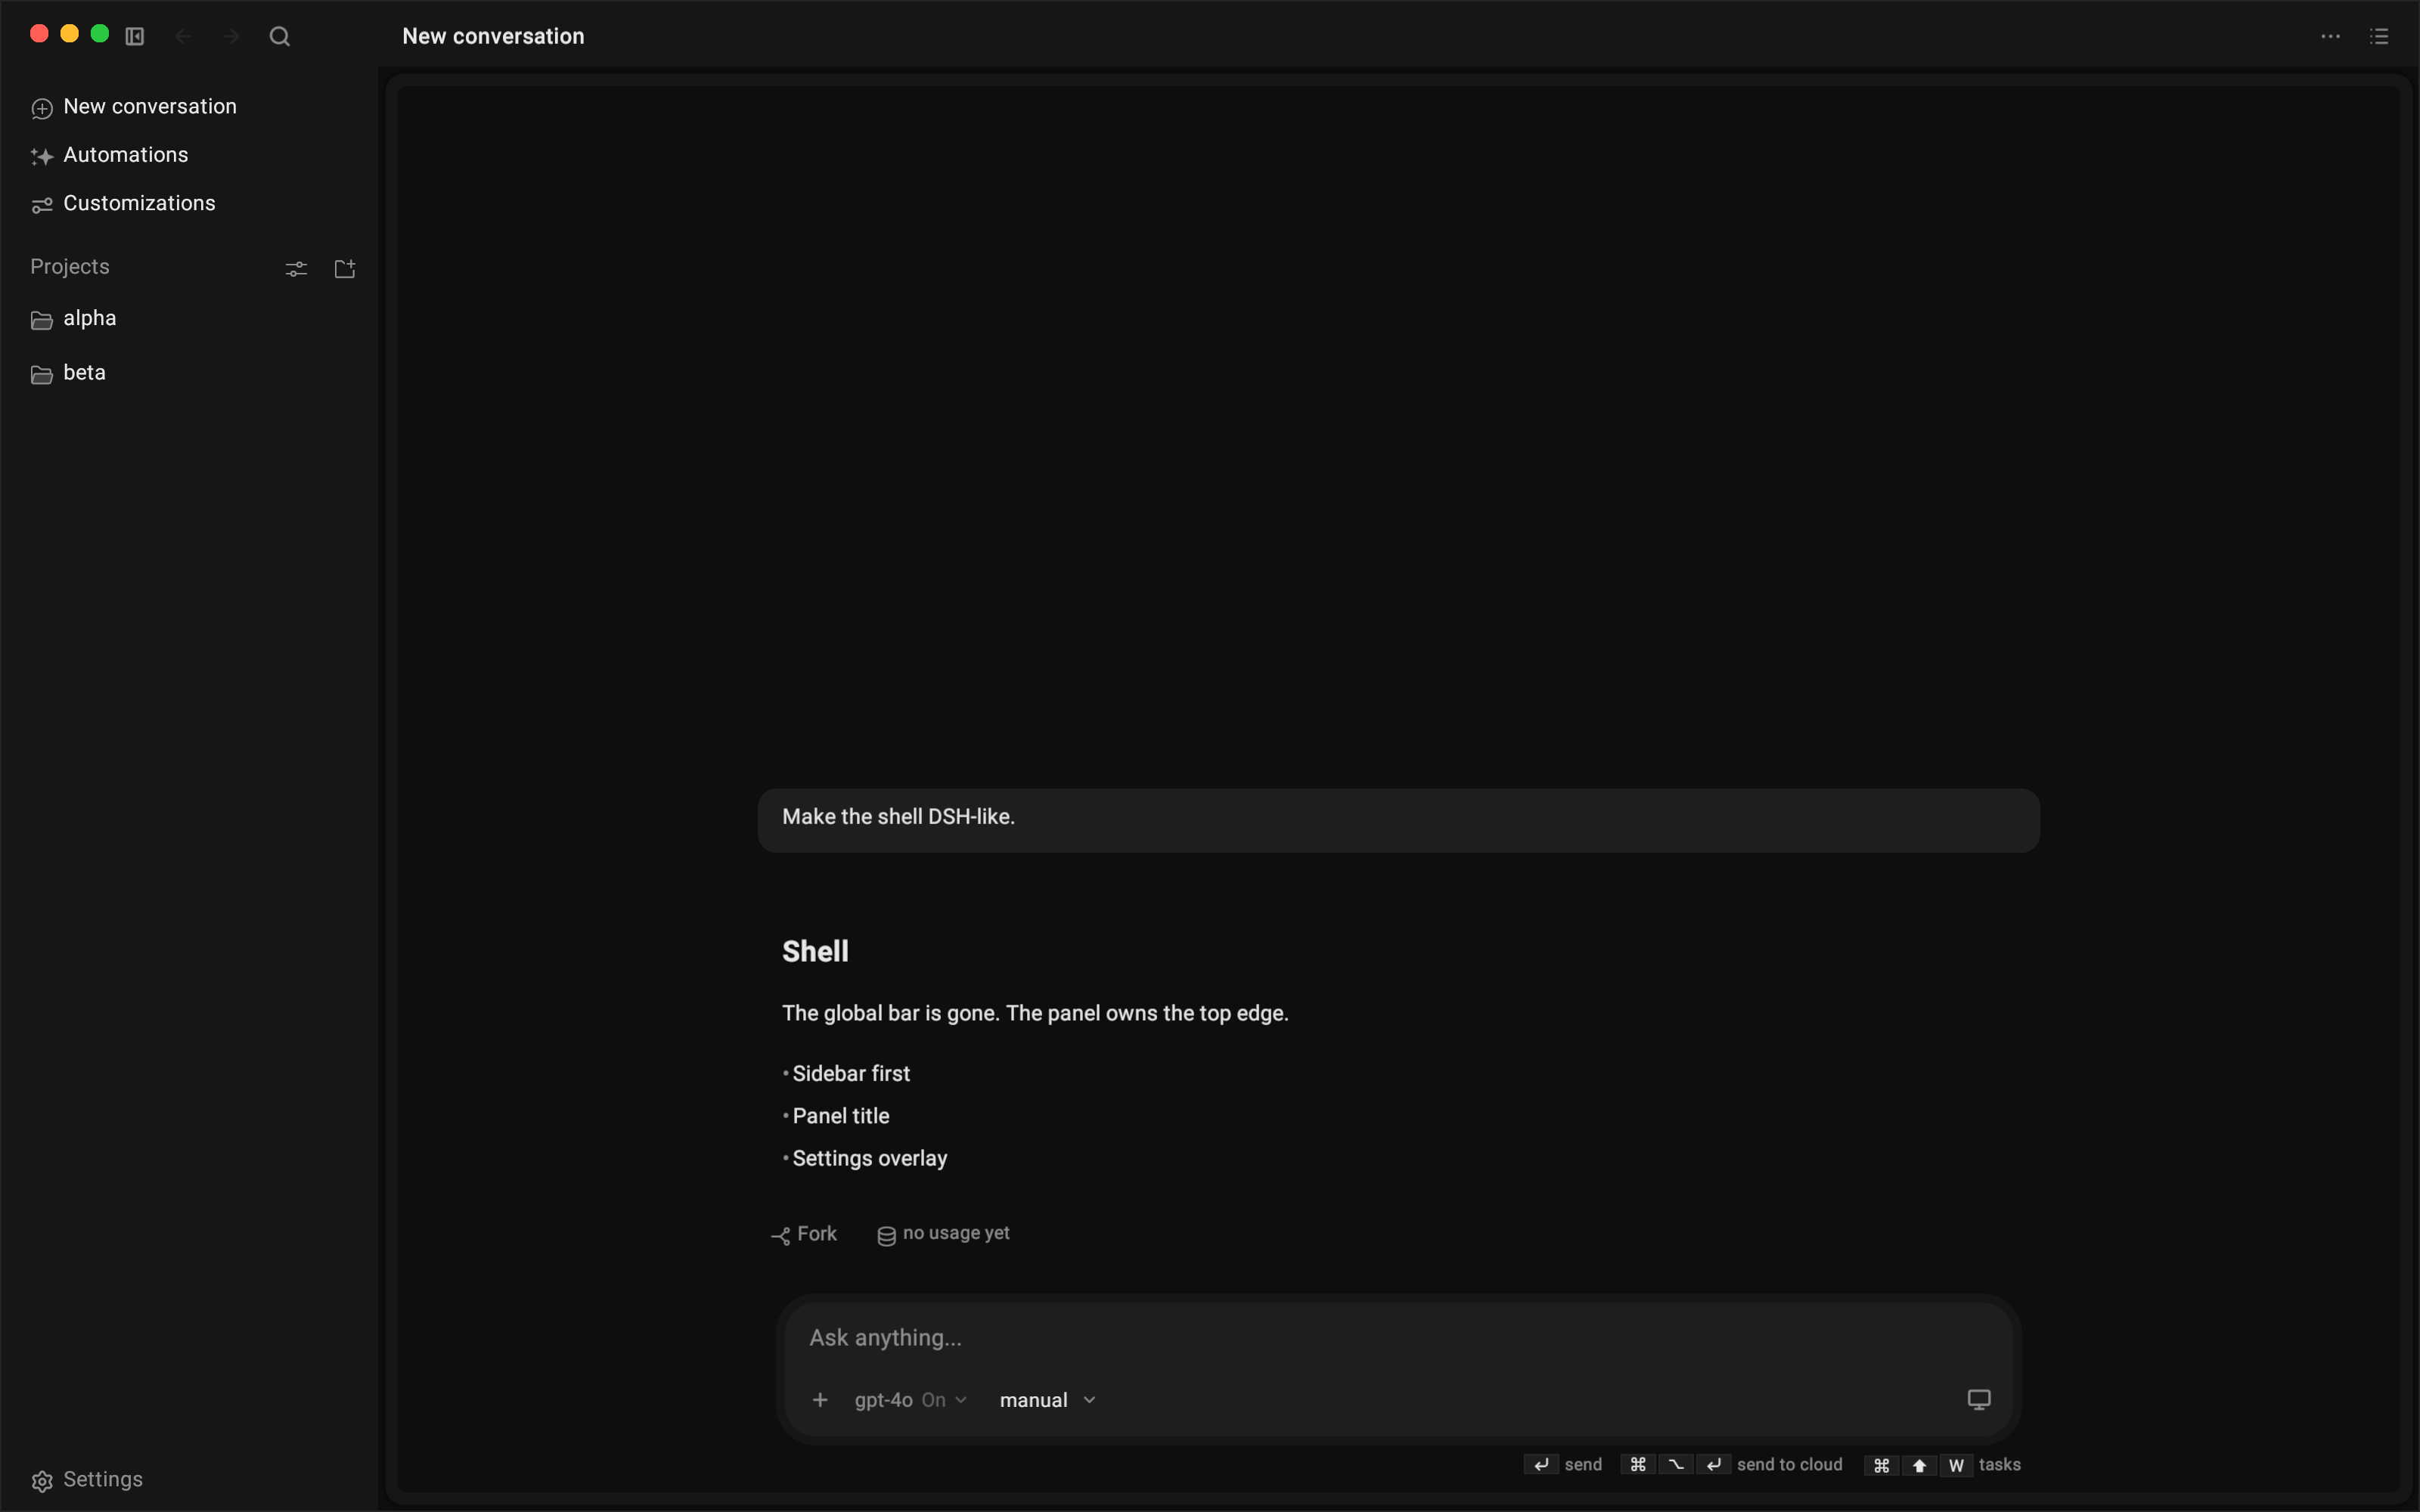 New conversation
New conversation
Automations
Customizations
Projects
alpha
beta
Make the shell DSH-like.
Shell
The global bar is gone. The panel owns the top edge.
• Sidebar first
• Panel title
• Settings overlay
Fork no usage yet
Ask anything...
gpt-4o On manual
send ⌘ ⌥ send to cloud ⌘ W tasks
Settings